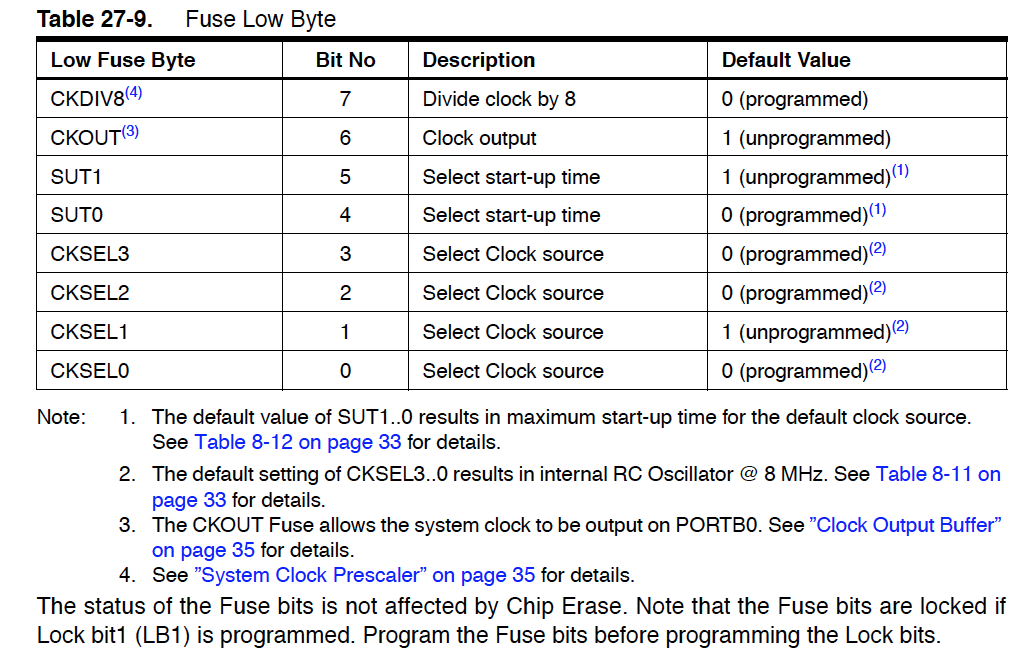 Table 27-9. Fuse Low Byte
Low Fuse Byte Bit No Description Default Value
CKDIV8(4) 7 Divide clock by 8 0 (programmed)
CKOUT(3) 6 Clock output 1 (unprogrammed)
SUT1 5 Select start-up time 1 (unprogrammed)(1)
SUT0 4 Select start-up time 0 (programmed)(1)
CKSEL3 3 Select Clock source 0 (programmed)(2)
CKSEL2 2 Select Clock source 0 (programmed)(2)
CKSEL1 1 Select Clock source 1 (unprogrammed)(2)
CKSEL0 0 Select Clock source 0 (programmed)(2)
Note: 1. The default value of SUT1..0 results in maximum start-up time for the default clock source.
See Table 8-12 on page 33 for details.
2. The default setting of CKSEL3..0 results in internal RC Oscillator @ 8 MHz. See Table 8-11 on
page 33 for details.
3. The CKOUT Fuse allows the system clock to be output on PORTB0. See ”Clock Output Buffer”
on page 35 for details.
4. See ”System Clock Prescaler” on page 35 for details.
The status of the Fuse bits is not affected by Chip Erase. Note that the Fuse bits are locked if
Lock bit1 (LB1) is programmed. Program the Fuse bits before programming the Lock bits.